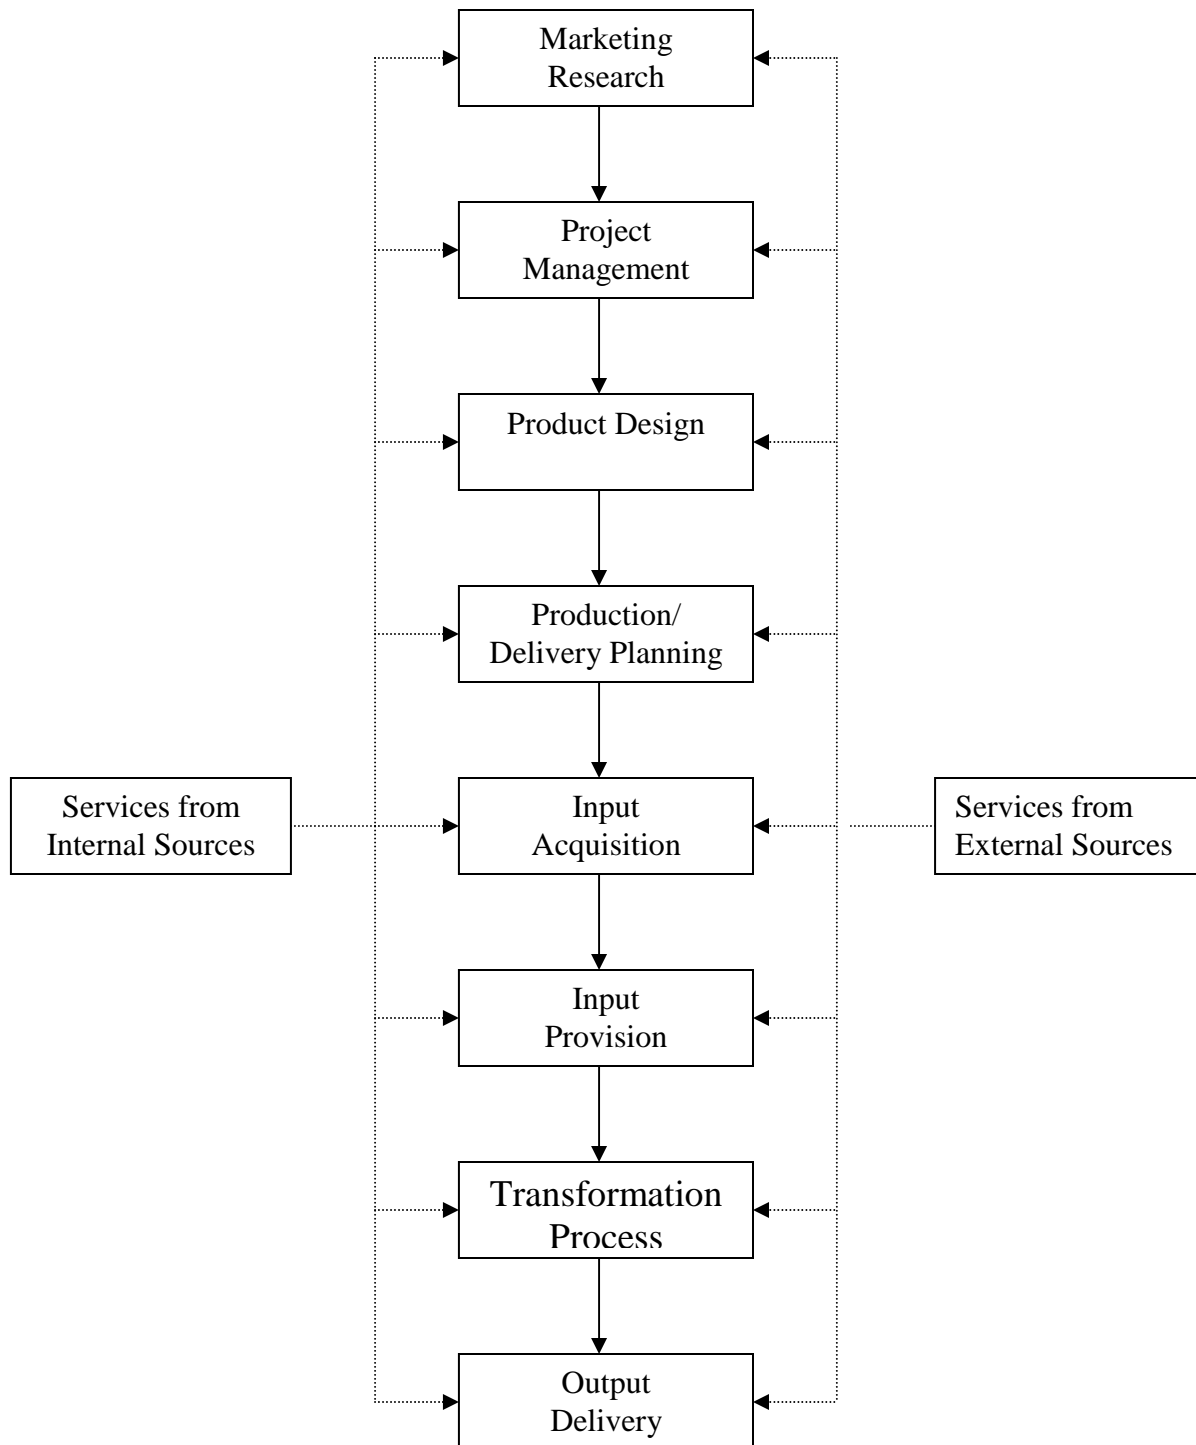 Marketing
Research
Project
Management
Product Design
Production/
Delivery Planning
Services from
Internal Sources
Input
Acquisition
Services from
External Sources
Input
Provision
Transformation
Process
Output
Delivery